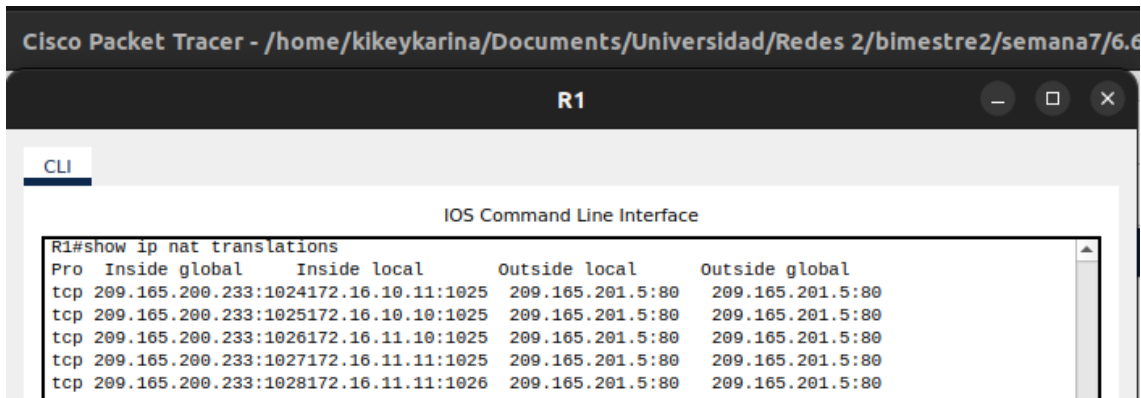 Cisco Packet Tracer - /home/kikeykarina/Documents/Universidad/Redes 2/bimestre2/semana7/6.6
R1
CLI
IOS Command Line Interface
R1#show ip nat translations
Pro  Inside global     Inside local       Outside local      Outside global
tcp 209.165.200.233:1024172.16.10.11:1025  209.165.201.5:80   209.165.201.5:80
tcp 209.165.200.233:1025172.16.10.10:1025  209.165.201.5:80   209.165.201.5:80
tcp 209.165.200.233:1026172.16.11.10:1025  209.165.201.5:80   209.165.201.5:80
tcp 209.165.200.233:1027172.16.11.11:1025  209.165.201.5:80   209.165.201.5:80
tcp 209.165.200.233:1028172.16.11.11:1026  209.165.201.5:80   209.165.201.5:80